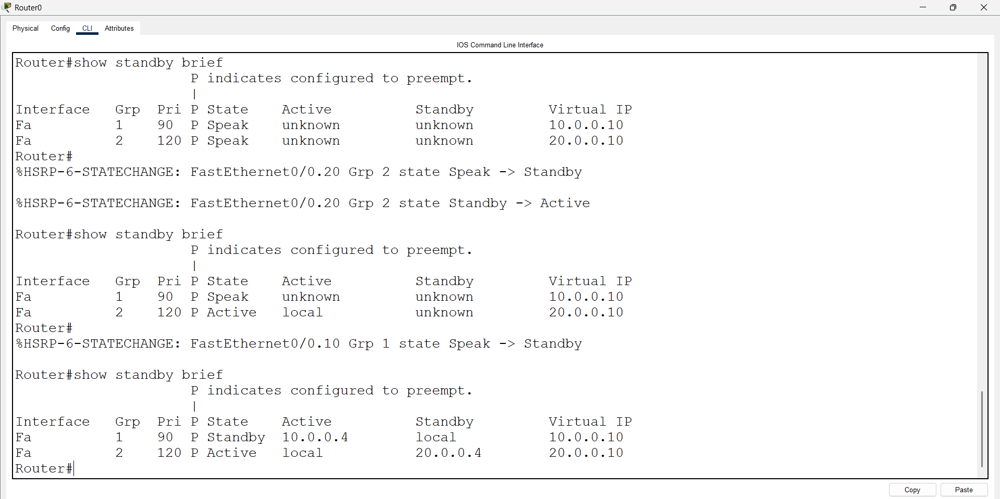 Router0
Physical Config CLI Attributes
IOS Command Line Interface
Router#show standby brief
                     P indicates configured to preempt.
                     |
Interface   Grp  Pri P State    Active          Standby         Virtual IP
Fa          1    90  P Speak    unknown         unknown         10.0.0.10
Fa          2    120 P Speak    unknown         unknown         20.0.0.10
Router#
%HSRP-6-STATECHANGE: FastEthernet0/0.20 Grp 2 state Speak -> Standby
%HSRP-6-STATECHANGE: FastEthernet0/0.20 Grp 2 state Standby -> Active
Router#show standby brief
                     P indicates configured to preempt.
                     |
Interface   Grp  Pri P State    Active          Standby         Virtual IP
Fa          1    90  P Speak    unknown         unknown         10.0.0.10
Fa          2    120 P Active   local           unknown         20.0.0.10
Router#
%HSRP-6-STATECHANGE: FastEthernet0/0.10 Grp 1 state Speak -> Standby
Router#show standby brief
                     P indicates configured to preempt.
                     |
Interface   Grp  Pri P State    Active          Standby         Virtual IP
Fa          1    90  P Standby  10.0.0.4        local           10.0.0.10
Fa          2    120 P Active   local           20.0.0.4        20.0.0.10
Router#
Copy Paste